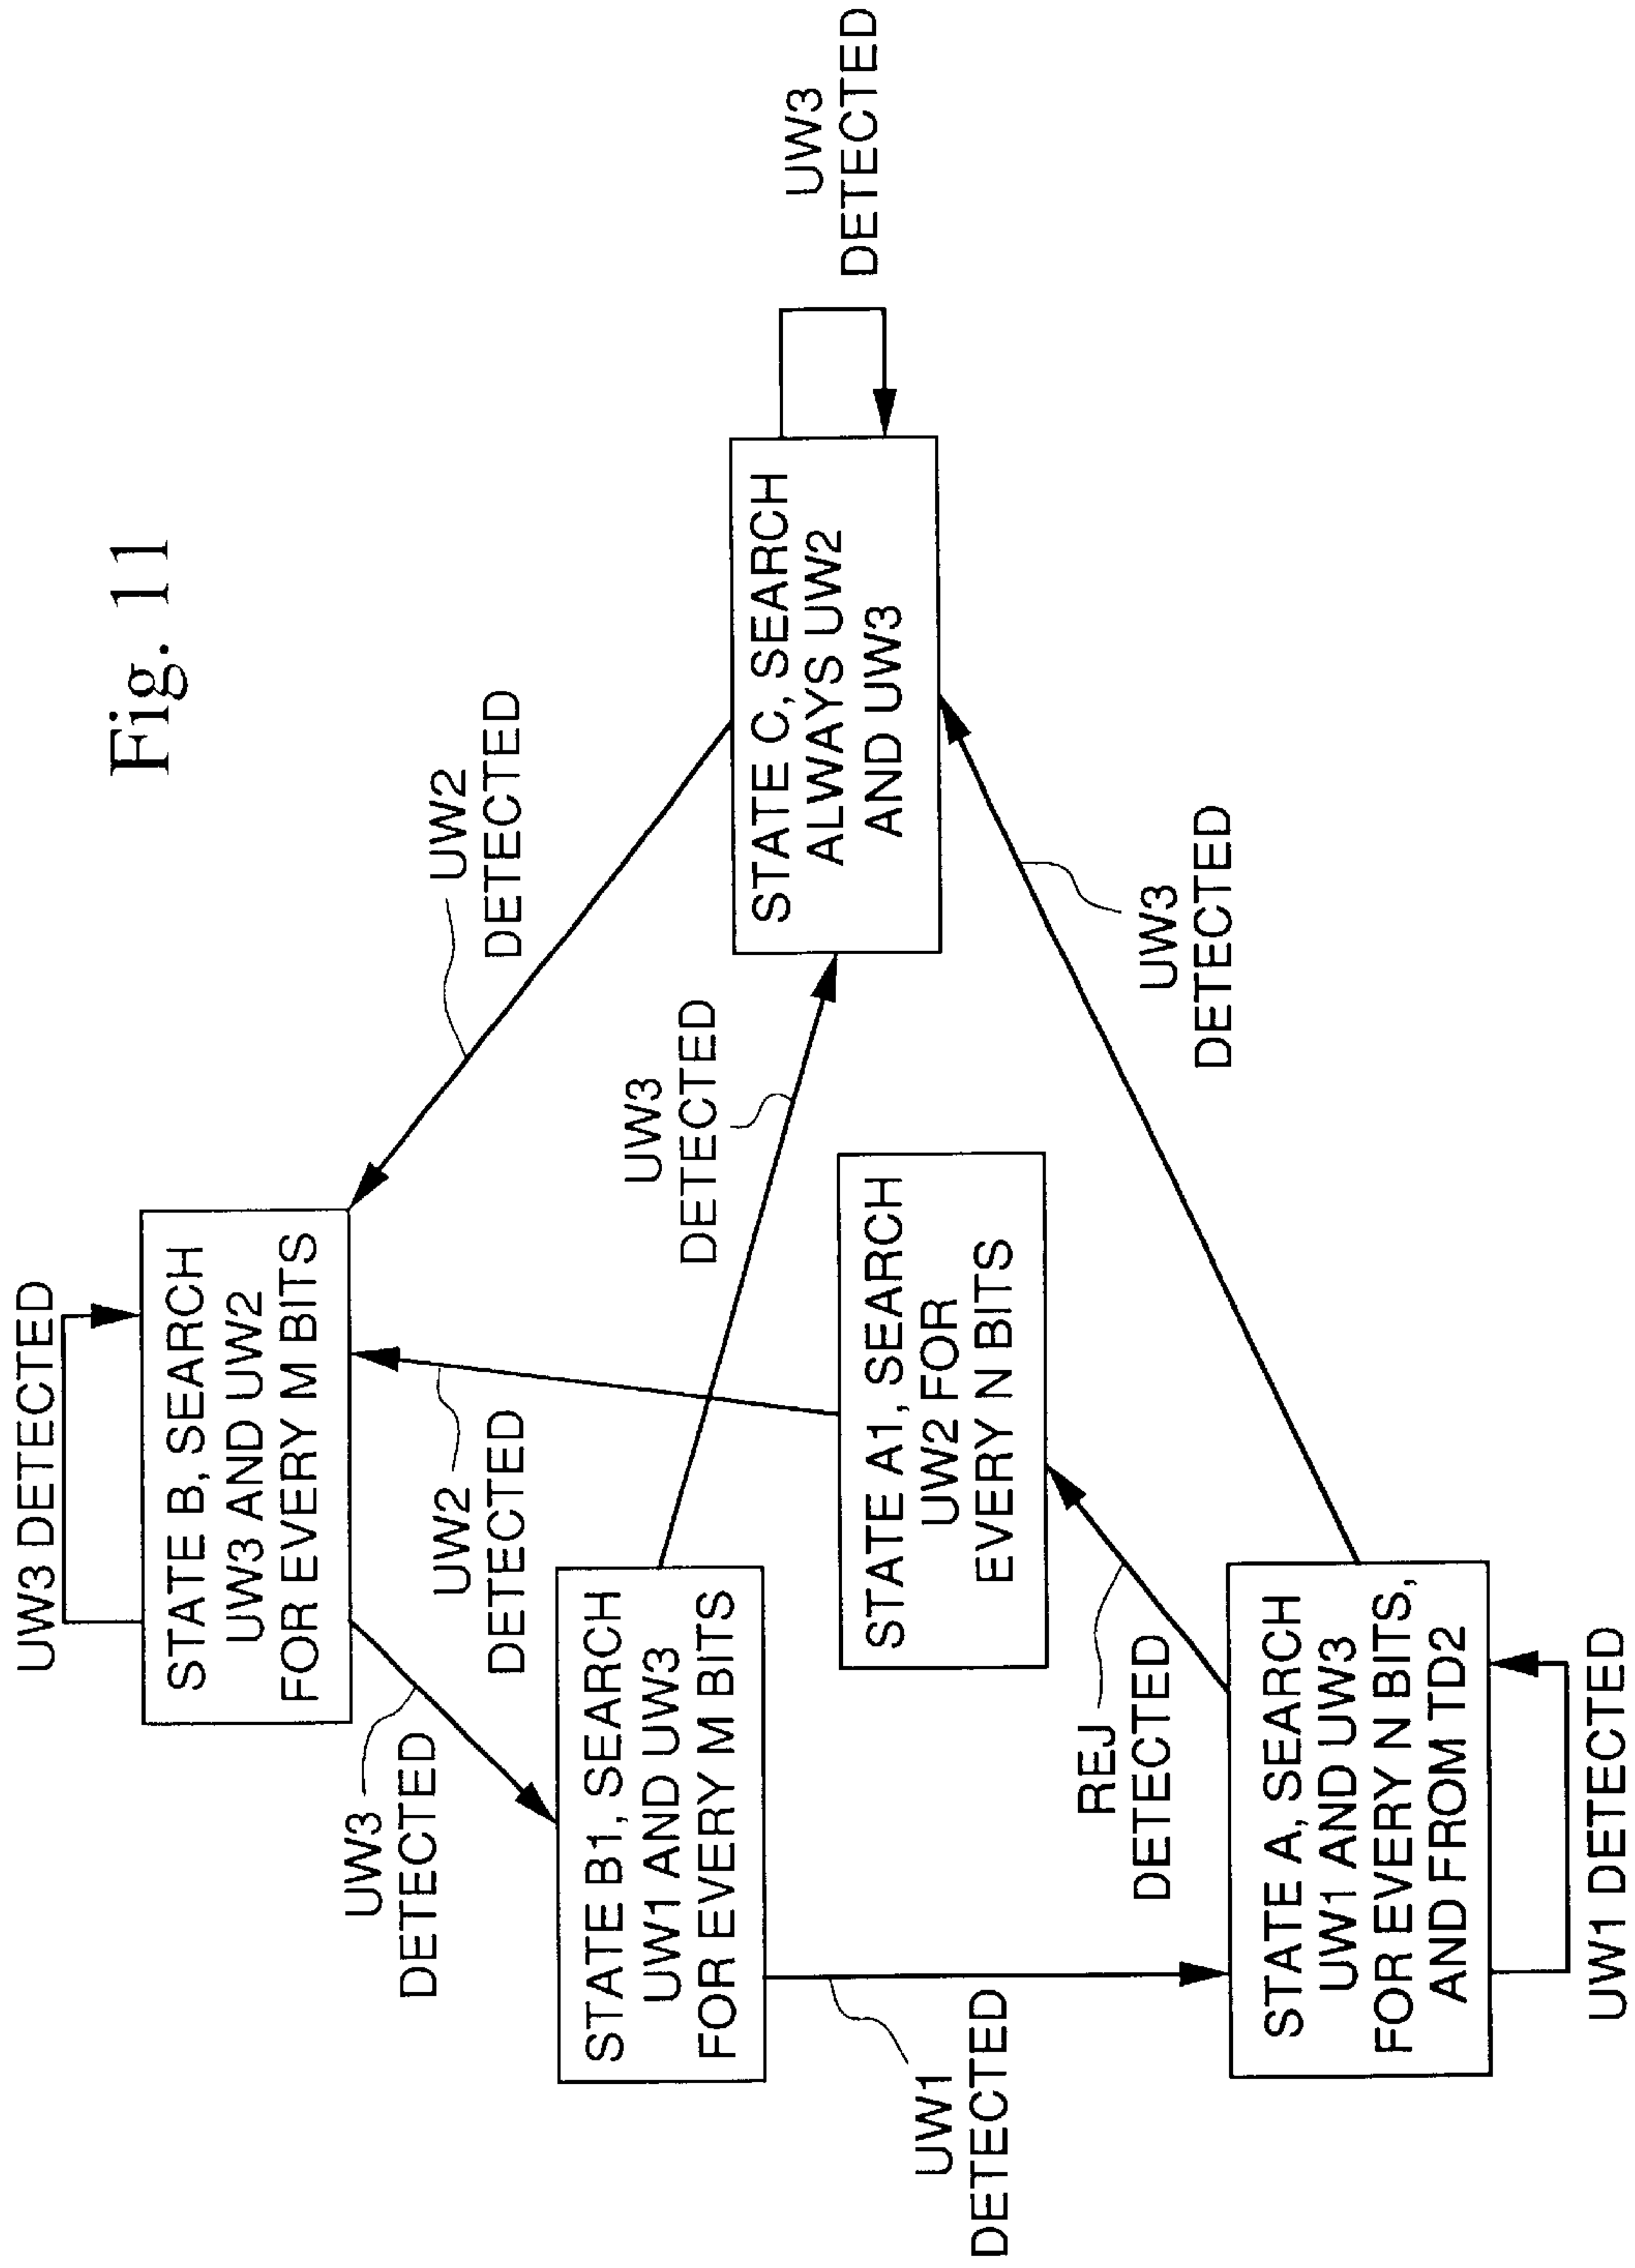 Fig. 11
UW3 DETECTED
STATE B, SEARCH
UW3 AND UW2
FOR EVERY M BITS
UW2
DETECTED
UW3
DETECTED
UW2
DETECTED
STATE B1, SEARCH
UW1 AND UW3
FOR EVERY M BITS
UW3
DETECTED
STATE C, SEARCH
ALWAYS UW2
AND UW3
UW3
DETECTED
STATE A1, SEARCH
UW2 FOR
EVERY N BITS
UW1
DETECTED
REJ
DETECTED
UW3
DETECTED
STATE A, SEARCH
UW1 AND UW3
FOR EVERY N BITS,
AND FROM TD2
UW1 DETECTED